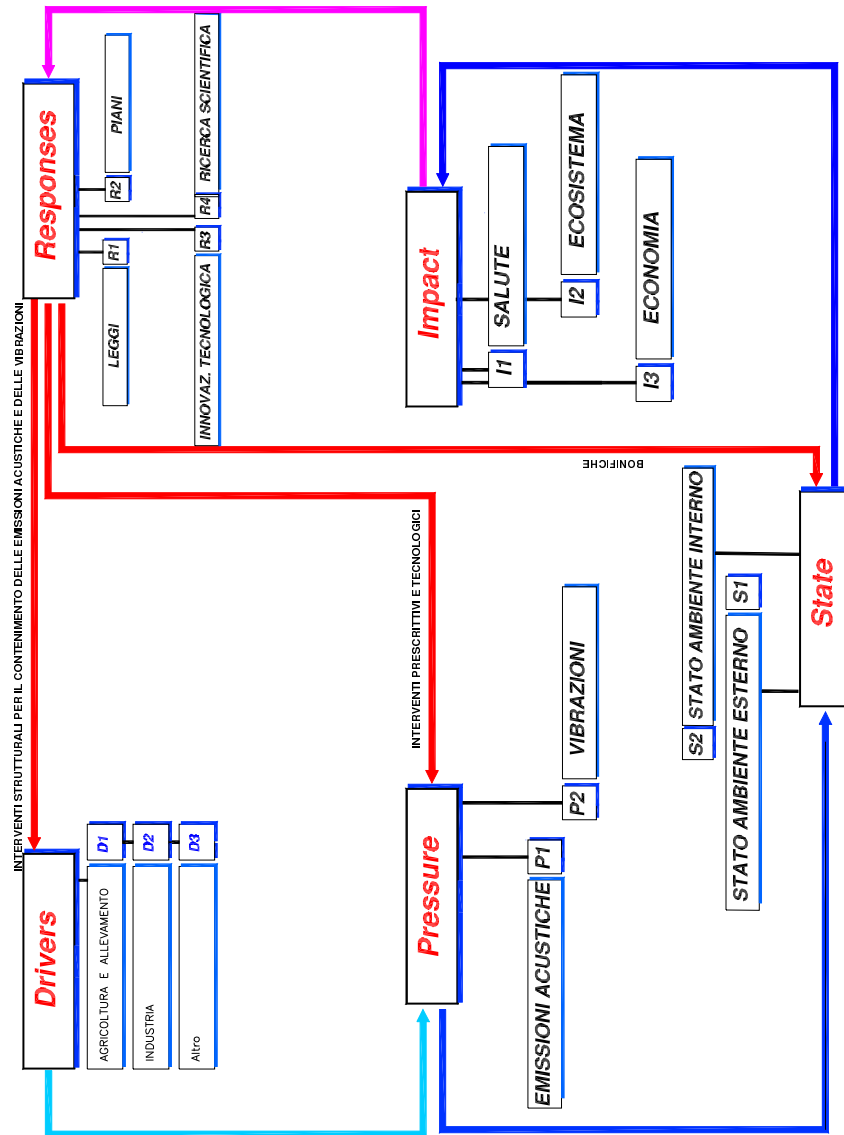 INTERVENTI STRUTTURALI PER IL CONTENIMENTO DELLE EMISSIONI ACUSTICHE E DELLE VIBRAZIONI
Drivers
D1
AGRICOLTURA E ALLEVAMENTO
D2
INDUSTRIA
D3
Altro
Responses
R1
LEGGI
R2
PIANI
R3
INNOVAZ. TECNOLOGICA
R4
RICERCA SCIENTIFICA
INTERVENTI PRESCRITTIVI E TECNOLOGICI
Pressure
P1
EMISSIONI ACUSTICHE
P2
VIBRAZIONI
Impact
I1
SALUTE
I2
ECOSISTEMA
I3
ECONOMIA
BONIFICHE
S2
STATO AMBIENTE INTERNO
STATO AMBIENTE ESTERNO
S1
State